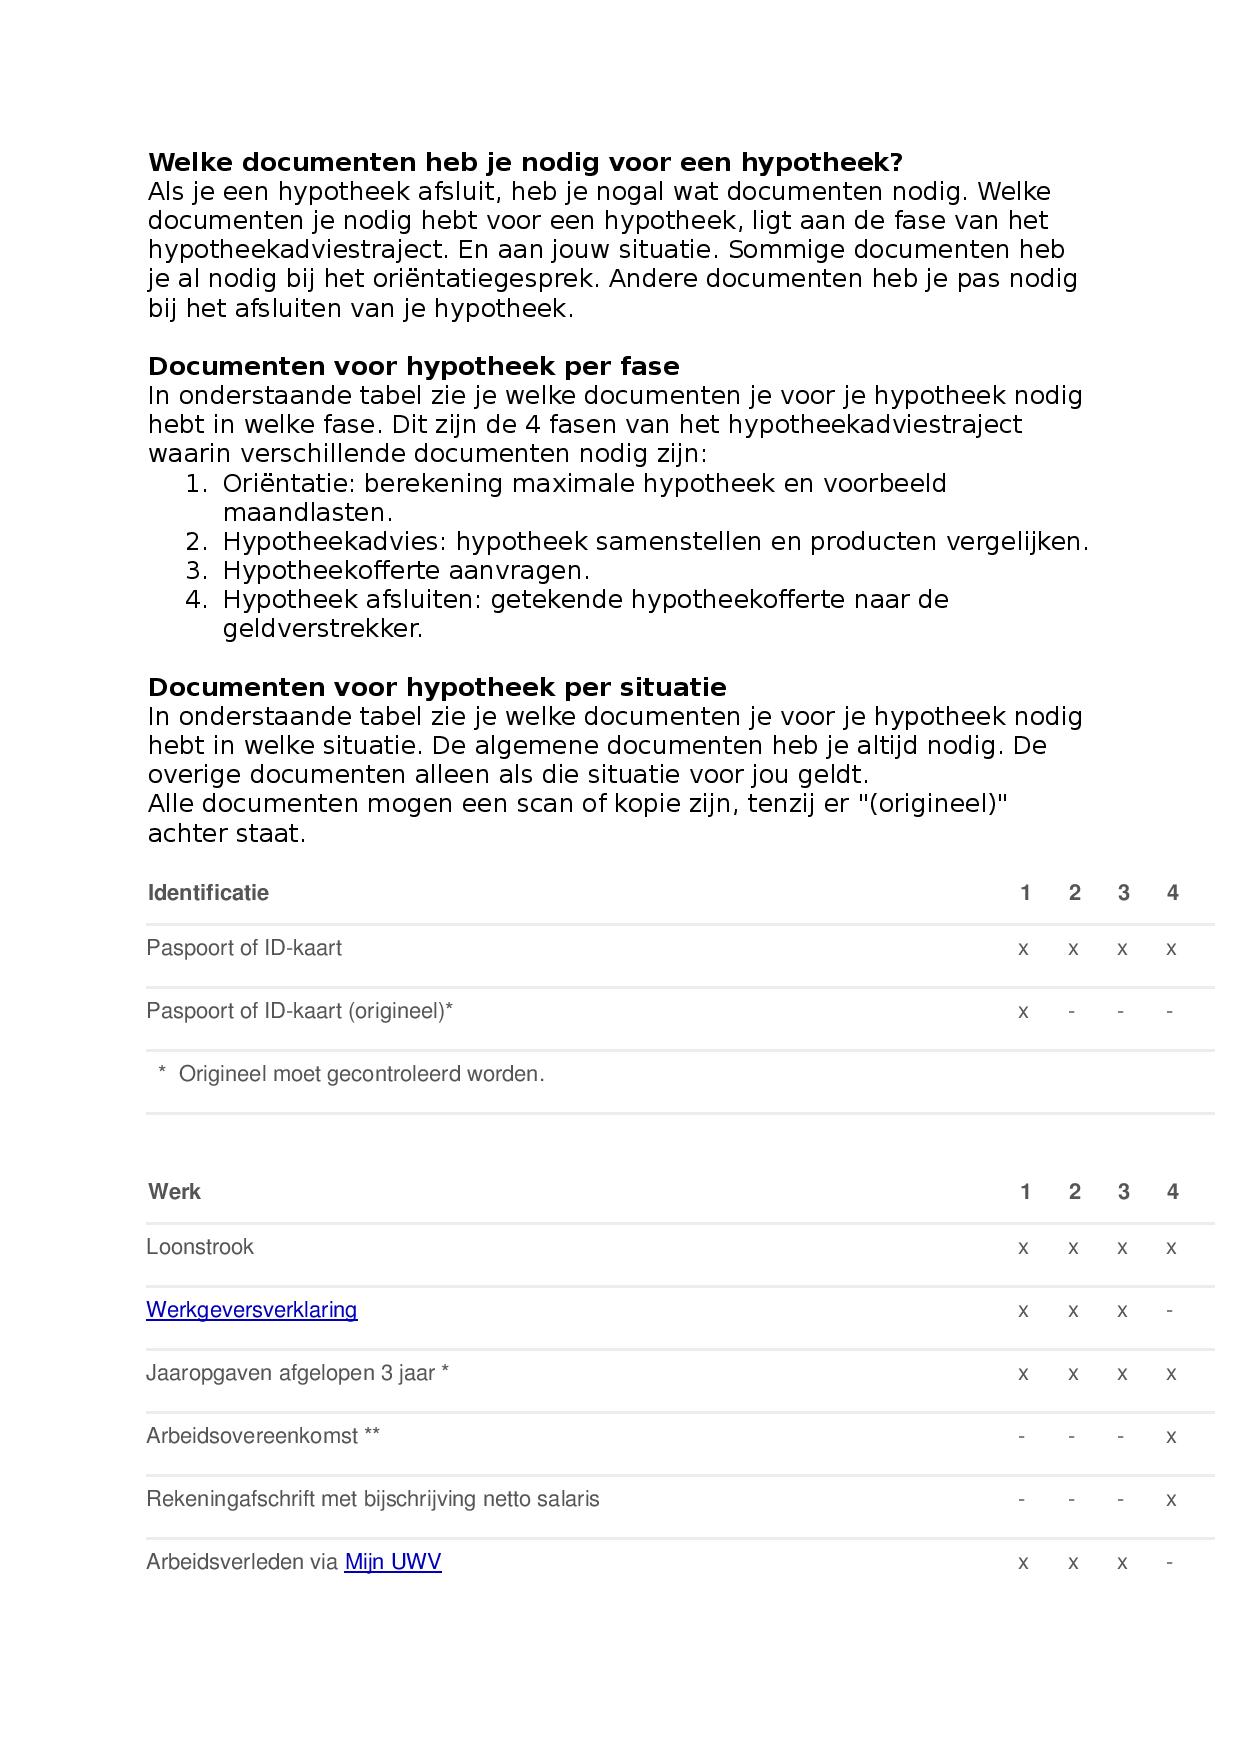 Welke documenten heb je nodig voor een hypotheek?
Als je een hypotheek afsluit, heb je nogal wat documenten nodig. Welke
documenten je nodig hebt voor een hypotheek, ligt aan de fase van het
hypotheekadviestraject. En aan jouw situatie. Sommige documenten heb
je al nodig bij het oriëntatiegesprek. Andere documenten heb je pas nodig
bij het afsluiten van je hypotheek.
Documenten voor hypotheek per fase
In onderstaande tabel zie je welke documenten je voor je hypotheek nodig
hebt in welke fase. Dit zijn de 4 fasen van het hypotheekadviestraject
waarin verschillende documenten nodig zijn:
1. Oriëntatie: berekening maximale hypotheek en voorbeeld
maandlasten.
2. Hypotheekadvies: hypotheek samenstellen en producten vergelijken.
3. Hypotheekofferte aanvragen.
4. Hypotheek afsluiten: getekende hypotheekofferte naar de
geldverstrekker.
Documenten voor hypotheek per situatie
In onderstaande tabel zie je welke documenten je voor je hypotheek nodig
hebt in welke situatie. De algemene documenten heb je altijd nodig. De
overige documenten alleen als die situatie voor jou geldt.
Alle documenten mogen een scan of kopie zijn, tenzij er "(origineel)"
achter staat.
Identificatie 1 2 3 4
Paspoort of ID-kaart x x x x
Paspoort of ID-kaart (origineel)* x - - -
* Origineel moet gecontroleerd worden.
Werk 1 2 3 4
Loonstrook x x x x
Werkgeversverklaring x x x -
Jaaropgaven afgelopen 3 jaar * x x x x
Arbeidsovereenkomst ** - - - x
Rekeningafschrift met bijschrijving netto salaris - - - x
Arbeidsverleden via Mijn UWV x x x -